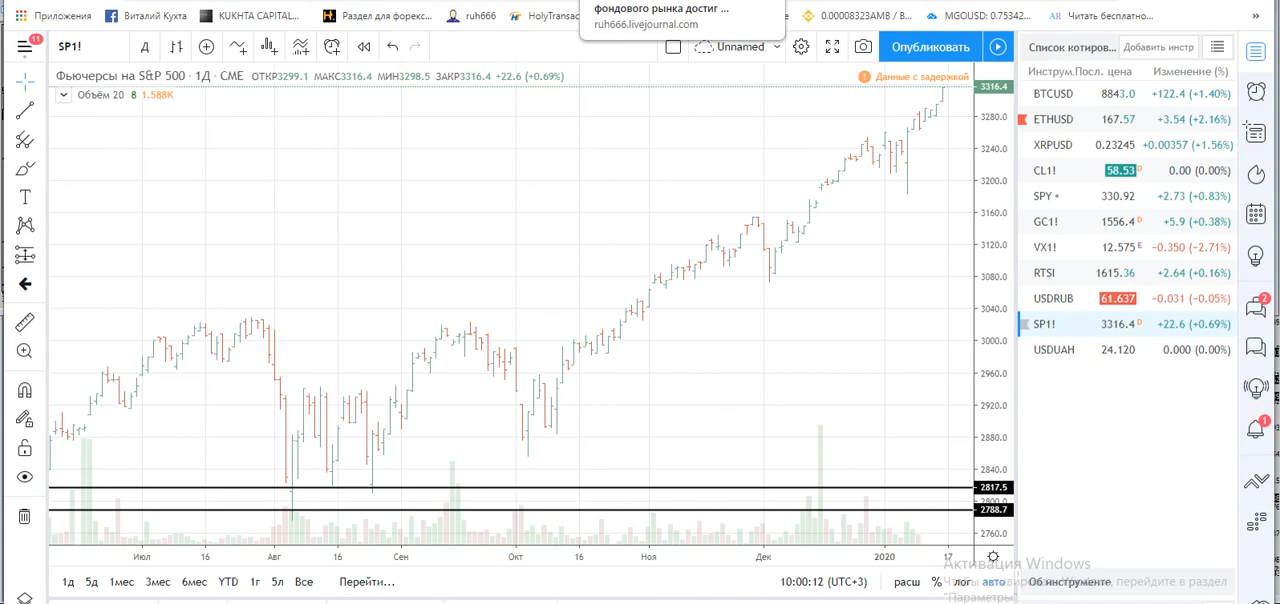 фондового рынка достиг ...
ruh666.livejournal.com
Приложения
Виталий Кухта
KUKHTA CAPITAL...
Раздел для форекс...
ruh666
HolyTransac
0.00008323AMB / B...
MGOUSD: 0.75342...
AR Читать бесплатно...
»
11
SP1!
Д
Unnamed
Опубликовать
Фьючерсы на S&P 500 · 1Д · CME ОТКР3299.1 МАКС3316.4 МИН3298.5 ЗАКР3316.4 +22.6 (+0.69%)
Данные с задержкой
Объём 20 8 1.588K
3316.4
3280.0
3240.0
3200.0
3160.0
3120.0
3080.0
3040.0
3000.0
2960.0
2920.0
2880.0
2840.0
2817.5
2800.0
2788.7
2760.0
Июл 16 Авг 16 Сен Окт 16 Ноя Дек 2020 17
1д 5д 1мес 3мес 6мес YTD 1г 5л Все Перейти...
10:00:12 (UTC+3) расш % лог авто
Список котиров... Добавить инстр
Инструм. Посл. цена Изменение (%)
BTCUSD 8843.0 +122.4 (+1.40%)
ETHUSD 167.57 +3.54 (+2.16%)
XRPUSD 0.23245 +0.00357 (+1.56%)
CL1! 58.53 D 0.00 (0.00%)
SPY 330.92 +2.73 (+0.83%)
GC1! 1556.4 D +5.9 (+0.38%)
VX1! 12.575 E −0.350 (−2.71%)
RTSI 1615.36 +2.64 (+0.16%)
USDRUB 61.637 −0.031 (−0.05%)
SP1! 3316.4 D +22.6 (+0.69%)
USDUAH 24.120 0.000 (0.00%)
2
1
Активация Windows
Об инструменте
перейдите в раздел
"Параметры"